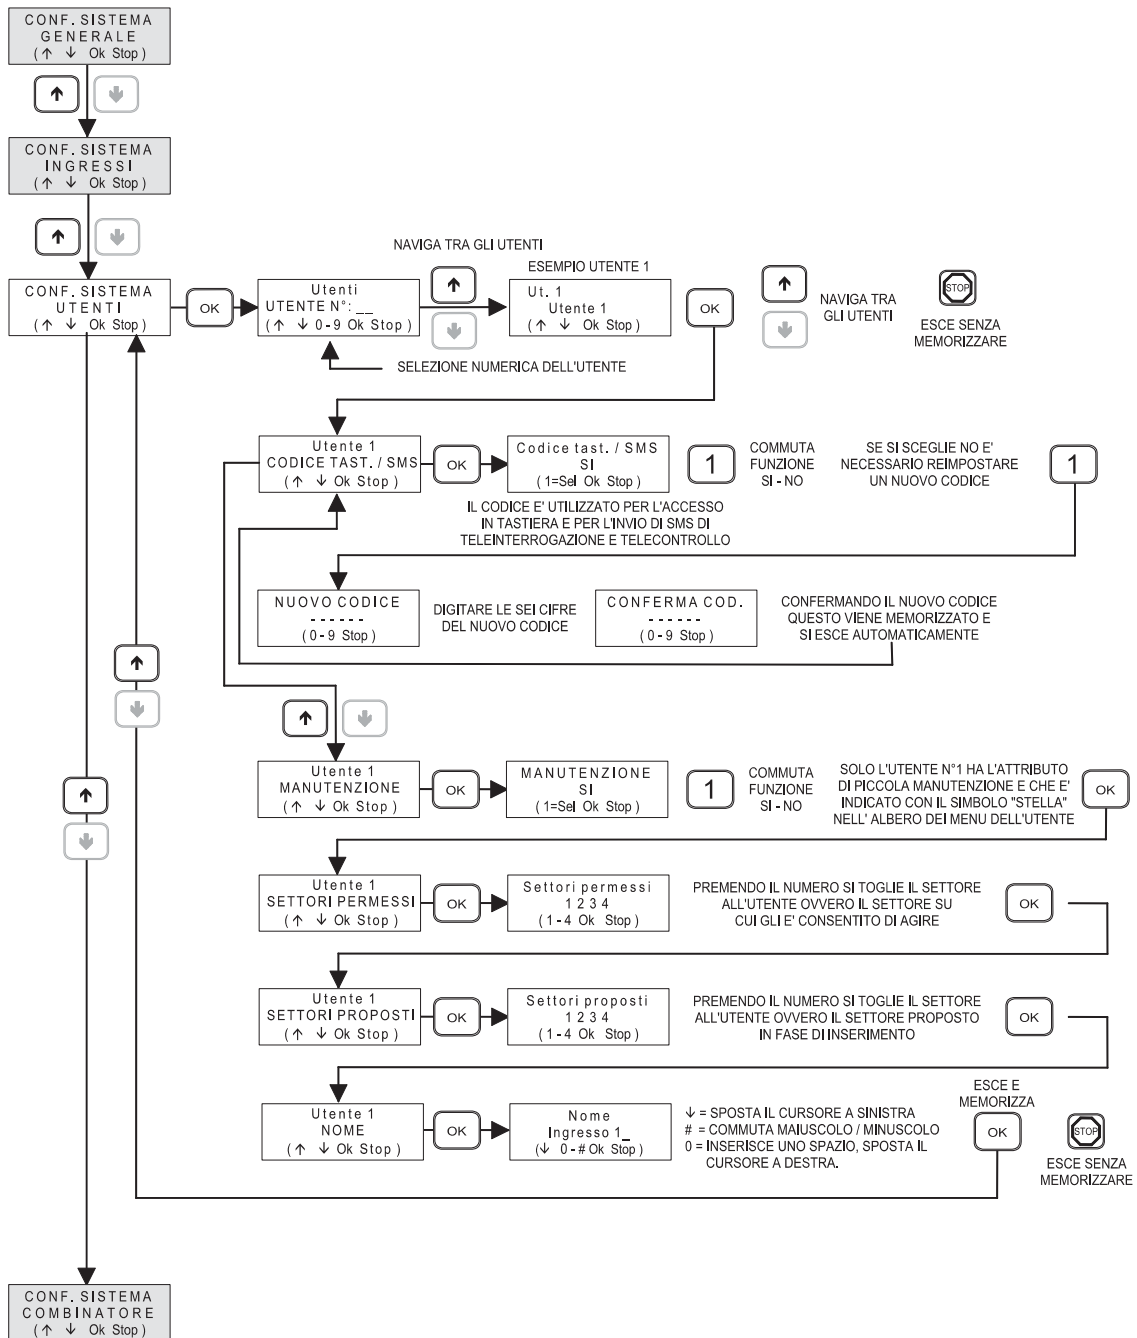 CONF. SISTEMA
GENERALE
(↑ ↓ Ok Stop)
CONF. SISTEMA
INGRESSI
(↑ ↓ Ok Stop)
CONF. SISTEMA
UTENTI
(↑ ↓ Ok Stop)
OK
Utenti
UTENTE N°: __
(↑ ↓ 0-9 Ok Stop)
NAVIGA TRA GLI UTENTI
ESEMPIO UTENTE 1
Ut. 1
Utente 1
(↑ ↓ Ok Stop)
OK
NAVIGA TRA
GLI UTENTI
STOP
ESCE SENZA
MEMORIZZARE
SELEZIONE NUMERICA DELL'UTENTE
Utente 1
CODICE TAST. / SMS
(↑ ↓ Ok Stop)
OK
Codice tast. / SMS
SI
(1=Sel Ok Stop)
1
COMMUTA
FUNZIONE
SI - NO
SE SI SCEGLIE NO E'
NECESSARIO REIMPOSTARE
UN NUOVO CODICE
1
IL CODICE E' UTILIZZATO PER L'ACCESSO
IN TASTIERA E PER L'INVIO DI SMS DI
TELEINTERROGAZIONE E TELECONTROLLO
NUOVO CODICE
- - - - - -
(0-9 Stop)
DIGITARE LE SEI CIFRE
DEL NUOVO CODICE
CONFERMA COD.
- - - - - -
(0-9 Stop)
CONFERMANDO IL NUOVO CODICE
QUESTO VIENE MEMORIZZATO E
SI ESCE AUTOMATICAMENTE
Utente 1
MANUTENZIONE
(↑ ↓ Ok Stop)
OK
MANUTENZIONE
SI
(1=Sel Ok Stop)
1
COMMUTA
FUNZIONE
SI - NO
SOLO L'UTENTE N°1 HA L'ATTRIBUTO
DI PICCOLA MANUTENZIONE E CHE E'
INDICATO CON IL SIMBOLO "STELLA"
NELL' ALBERO DEI MENU DELL'UTENTE
OK
Utente 1
SETTORI PERMESSI
(↑ ↓ Ok Stop)
OK
Settori permessi
1 2 3 4
(1-4 Ok Stop)
PREMENDO IL NUMERO SI TOGLIE IL SETTORE
ALL'UTENTE OVVERO IL SETTORE SU
CUI GLI E' CONSENTITO DI AGIRE
OK
Utente 1
SETTORI PROPOSTI
(↑ ↓ Ok Stop)
OK
Settori proposti
1 2 3 4
(1-4 Ok Stop)
PREMENDO IL NUMERO SI TOGLIE IL SETTORE
ALL'UTENTE OVVERO IL SETTORE PROPOSTO
IN FASE DI INSERIMENTO
OK
Utente 1
NOME
(↑ ↓ Ok Stop)
OK
Nome
Ingresso 1_
(↓ 0-# Ok Stop)
↓ = SPOSTA IL CURSORE A SINISTRA
# = COMMUTA MAIUSCOLO / MINUSCOLO
0 = INSERISCE UNO SPAZIO, SPOSTA IL
CURSORE A DESTRA.
ESCE E
MEMORIZZA
OK
STOP
ESCE SENZA
MEMORIZZARE
CONF. SISTEMA
COMBINATORE
(↑ ↓ Ok Stop)